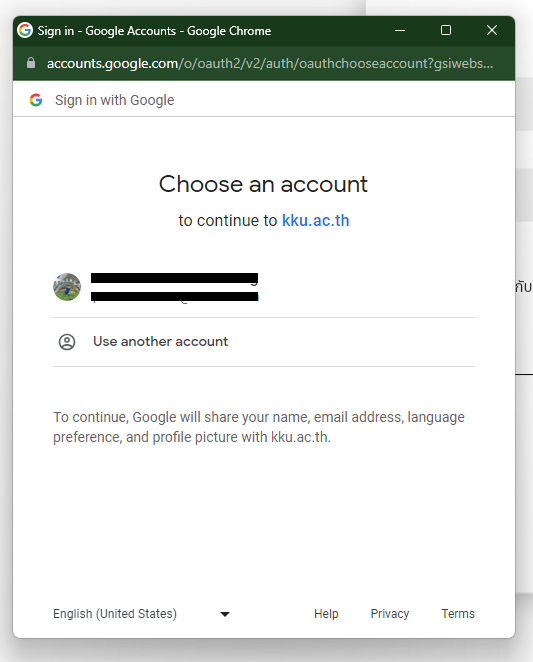 Sign in - Google Accounts - Google Chrome
accounts.google.com/o/oauth2/v2/auth/oauthchooseaccount?gsiwebs...
Sign in with Google
Choose an account
to continue to kku.ac.th
Use another account
กับ
To continue, Google will share your name, email address, language
preference, and profile picture with kku.ac.th.
English (United States)
Help Privacy Terms